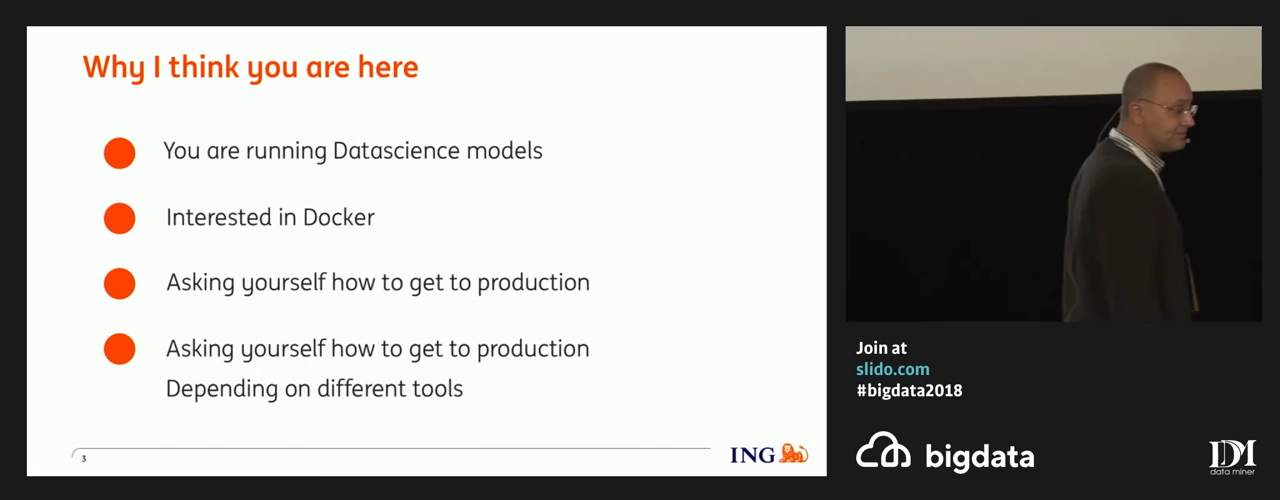 Why I think you are here
You are running Datascience models
Interested in Docker
Asking yourself how to get to production
Asking yourself how to get to production
Depending on different tools
3
ING
Join at
slido.com
#bigdata2018
bigdata
DM
data miner